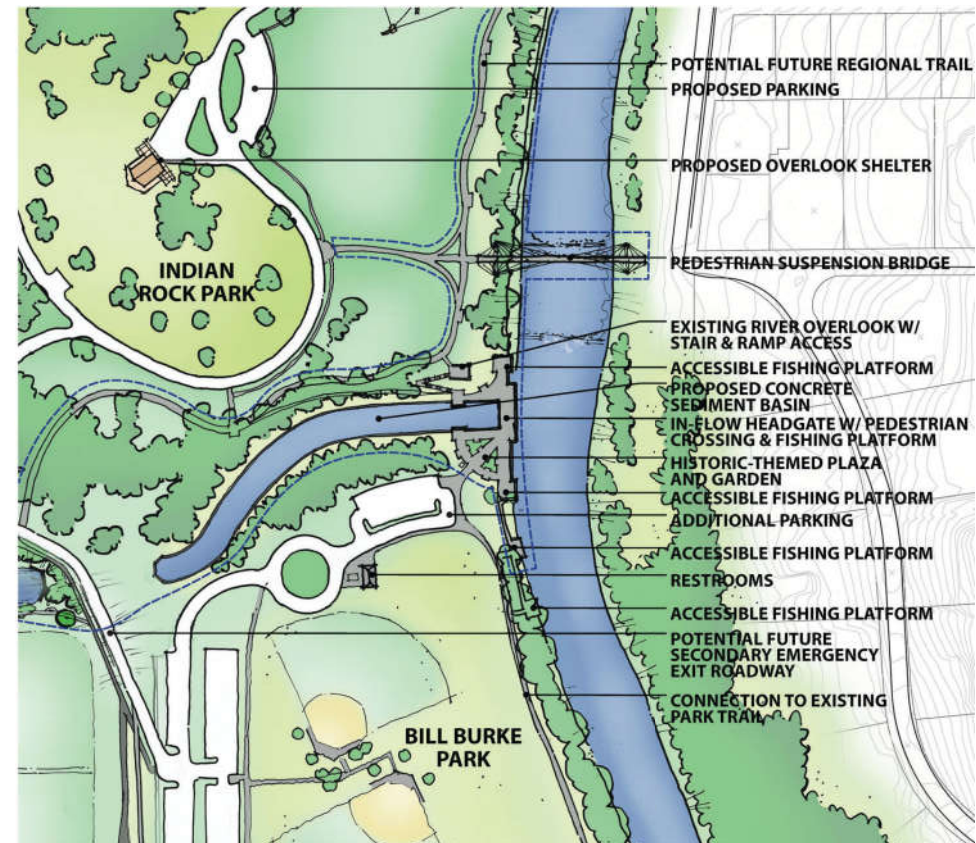 POTENTIAL FUTURE REGIONAL TRAIL
PROPOSED PARKING
PROPOSED OVERLOOK SHELTER
INDIAN
ROCK PARK
PEDESTRIAN SUSPENSION BRIDGE
EXISTING RIVER OVERLOOK W/
STAIR & RAMP ACCESS
ACCESSIBLE FISHING PLATFORM
PROPOSED CONCRETE
SEDIMENT BASIN
IN-FLOW HEADGATE W/ PEDESTRIAN
CROSSING & FISHING PLATFORM
HISTORIC-THEMED PLAZA
AND GARDEN
ACCESSIBLE FISHING PLATFORM
ADDITIONAL PARKING
ACCESSIBLE FISHING PLATFORM
RESTROOMS
ACCESSIBLE FISHING PLATFORM
POTENTIAL FUTURE
SECONDARY EMERGENCY
EXIT ROADWAY
CONNECTION TO EXISTING
PARK TRAIL
BILL BURKE
PARK